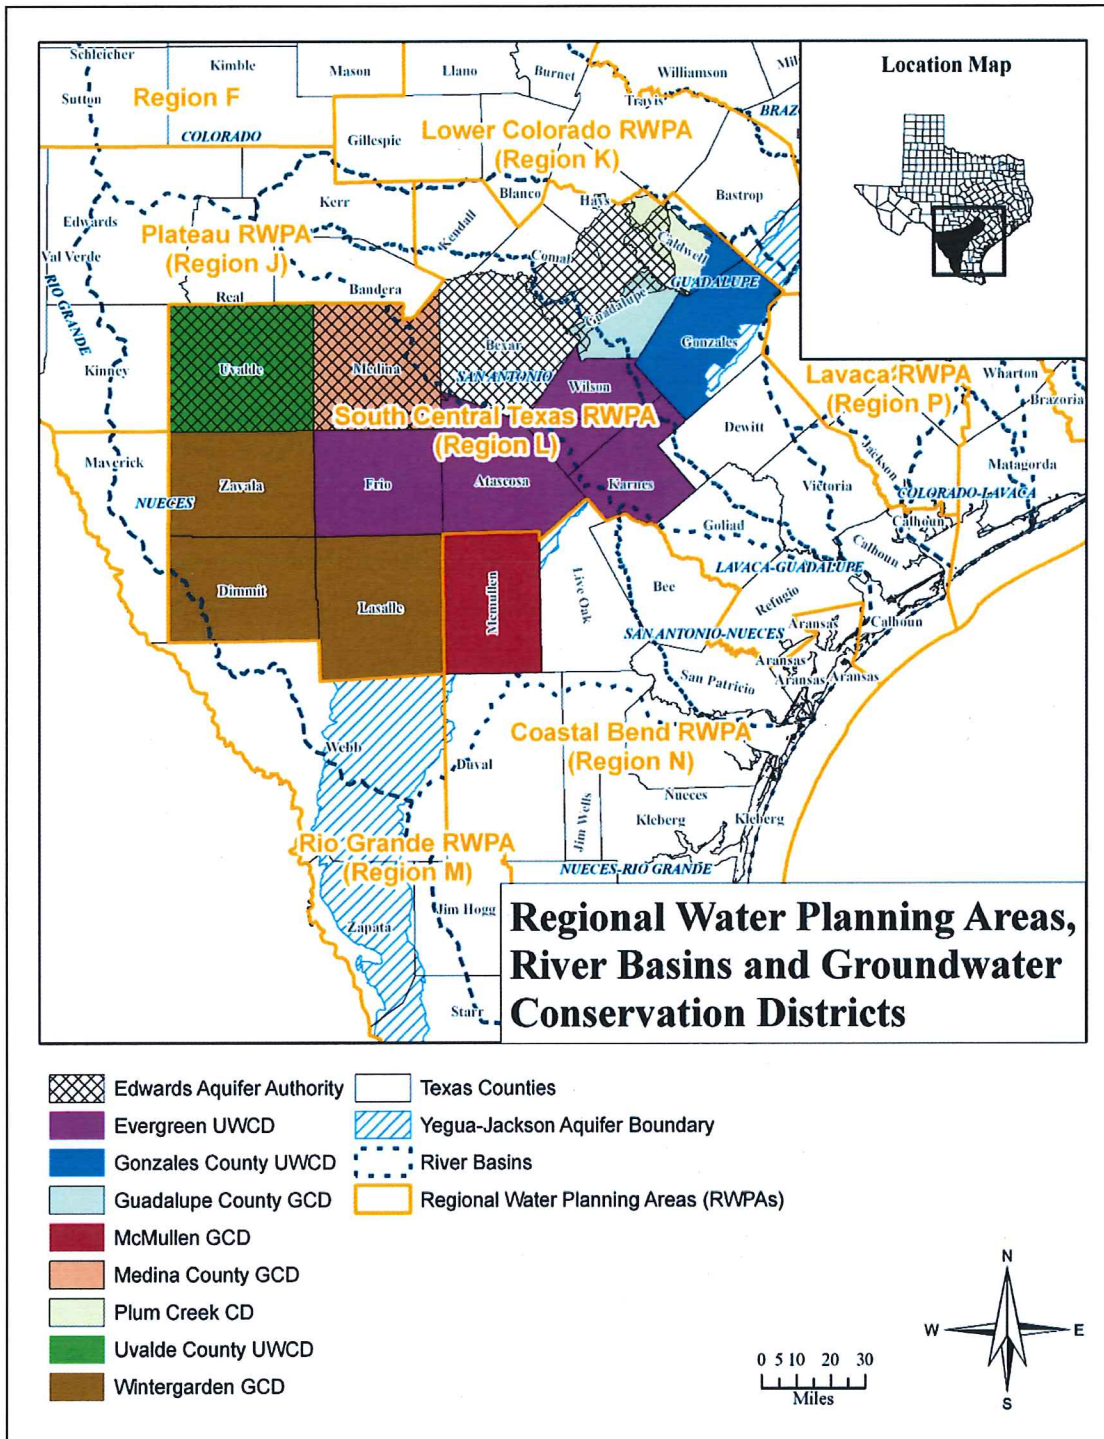 Schleicher
Kimble
Mason
Llano
Burnet
Williamson
Mil
Location Map
Sutton
Region F
Travis
BRAZO
COLORADO
Gillespie
Lower Colorado RWPA
(Region K)
Blanco
Hays
Bastrop
Edwards
Kerr
Kendall
Caldwell
Plateau RWPA
(Region J)
Val Verde
Comal
RIO GRANDE
Real
Bandera
GUADALUPE
Guadalupe
Kinney
Uvalde
Medina
Bexar
SAN ANTONIO
Gonzales
Wilson
Lavaca RWPA
(Region P)
Wharton
Brazoria
South Central Texas RWPA
(Region L)
Dewitt
Maverick
Jackson
Matagorda
NUECES
Zavala
Frio
Atascosa
Karnes
Victoria
COLORADO-LAVACA
Goliad
Calhoun
Calhoun
LAVACA-GUADALUPE
Dimmit
Lasalle
Mcmullen
Live Oak
Bee
Refugio
Aransas
Calhoun
SAN ANTONIO-NUECES
Aransas
Aransas
Aransas
San Patricio
Webb
Duval
Coastal Bend RWPA
(Region N)
Nueces
Jim Wells
Kleberg
Kleberg
Rio Grande RWPA
(Region M)
NUECES-RIO GRANDE
Jim Hogg
Zapata
Starr
Regional Water Planning Areas,
River Basins and Groundwater
Conservation Districts
Edwards Aquifer Authority
Evergreen UWCD
Gonzales County UWCD
Guadalupe County GCD
McMullen GCD
Medina County GCD
Plum Creek CD
Uvalde County UWCD
Wintergarden GCD
Texas Counties
Yegua-Jackson Aquifer Boundary
River Basins
Regional Water Planning Areas (RWPAs)
N
W
E
S
0 5 10 20 30
Miles